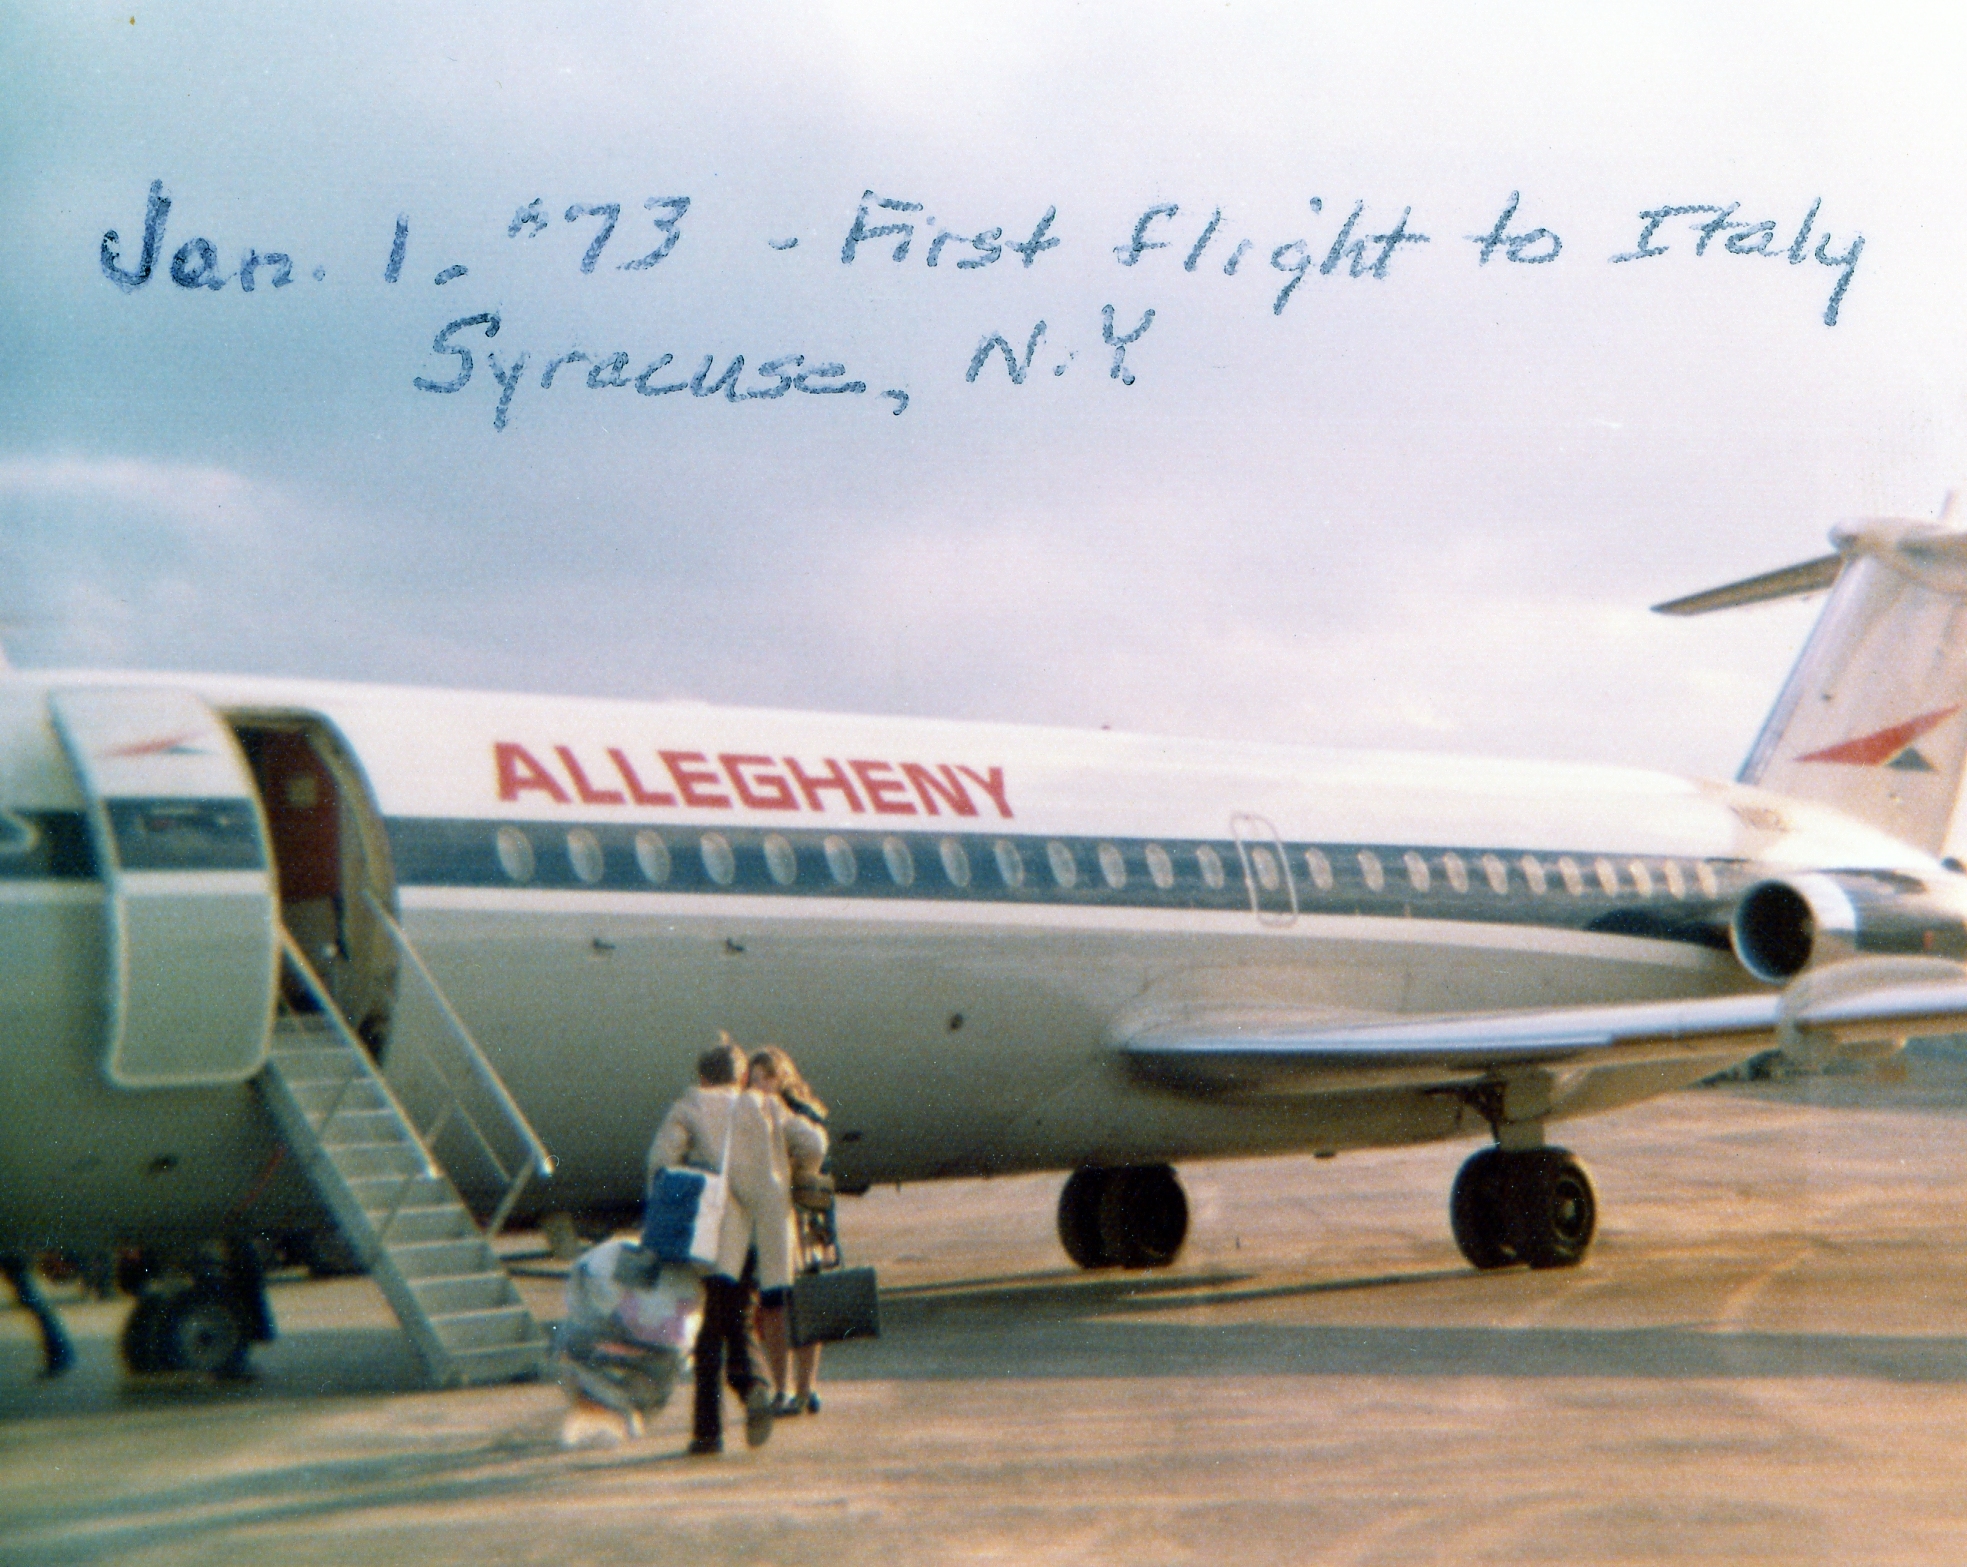 Jan. 1. "73 - First flight to Italy
Syracuse, N.Y.
ALLEGHENY